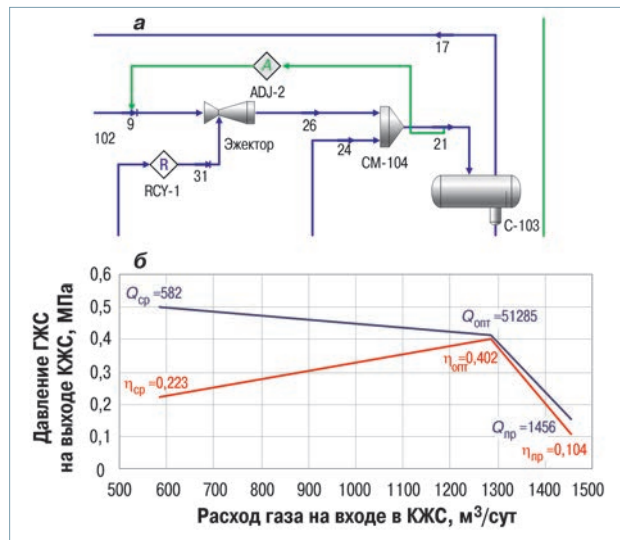 а
17
A
ADJ-2
102
9
Эжектор
26
24
СМ-104
21
R
RCY-1
31
С-103
б
Давление ГЖС
на выходе КЖС, МПа
0,6
0,5
0,4
0,3
0,2
0,1
0
Qср =582
Qопт =51285
ηср=0,223
ηопт=0,402
Qпр =1456
ηпр=0,104
500 600 700 800 900 1000 1100 1200 1300 1400 1500
Расход газа на входе в КЖС, м³/сут